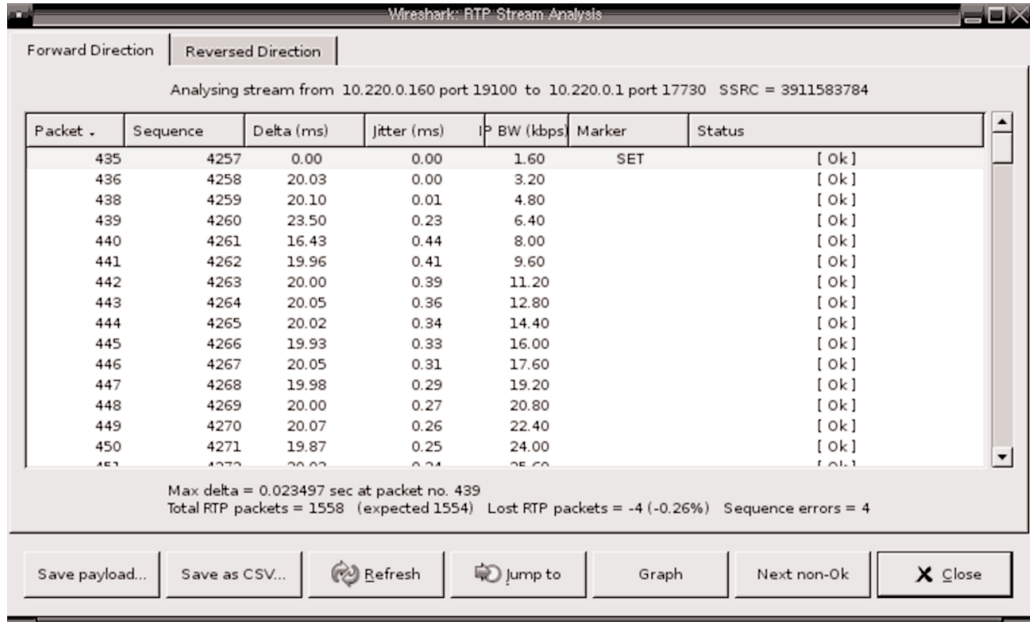 Wireshark: RTP Stream Analysis
Forward Direction Reversed Direction
Analysing stream from 10.220.0.160 port 19100 to 10.220.0.1 port 17730 SSRC = 3911583784
Packet Sequence Delta (ms) Jitter (ms) IP BW (kbps) Marker Status
435 4257 0.00 0.00 1.60 SET [ Ok ]
436 4258 20.03 0.00 3.20 [ Ok ]
438 4259 20.10 0.01 4.80 [ Ok ]
439 4260 23.50 0.23 6.40 [ Ok ]
440 4261 16.43 0.44 8.00 [ Ok ]
441 4262 19.96 0.41 9.60 [ Ok ]
442 4263 20.00 0.39 11.20 [ Ok ]
443 4264 20.05 0.36 12.80 [ Ok ]
444 4265 20.02 0.34 14.40 [ Ok ]
445 4266 19.93 0.33 16.00 [ Ok ]
446 4267 20.05 0.31 17.60 [ Ok ]
447 4268 19.98 0.29 19.20 [ Ok ]
448 4269 20.00 0.27 20.80 [ Ok ]
449 4270 20.07 0.26 22.40 [ Ok ]
450 4271 19.87 0.25 24.00 [ Ok ]
Max delta = 0.023497 sec at packet no. 439
Total RTP packets = 1558 (expected 1554) Lost RTP packets = -4 (-0.26%) Sequence errors = 4
Save payload... Save as CSV... Refresh Jump to Graph Next non-Ok Close